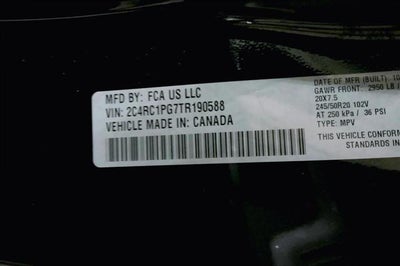 MFD BY: FCA US LLC
VIN: 2C4RC1PG7TR190588
VEHICLE MADE IN: CANADA
DATE OF MFR (BUILT): 10
GAWR FRONT: 2950 LB /
20X7.5
245/50R20 102V
AT 250 kPa / 36 PSI
TYPE: MPV
THIS VEHICLE CONFORM
STANDARDS IN